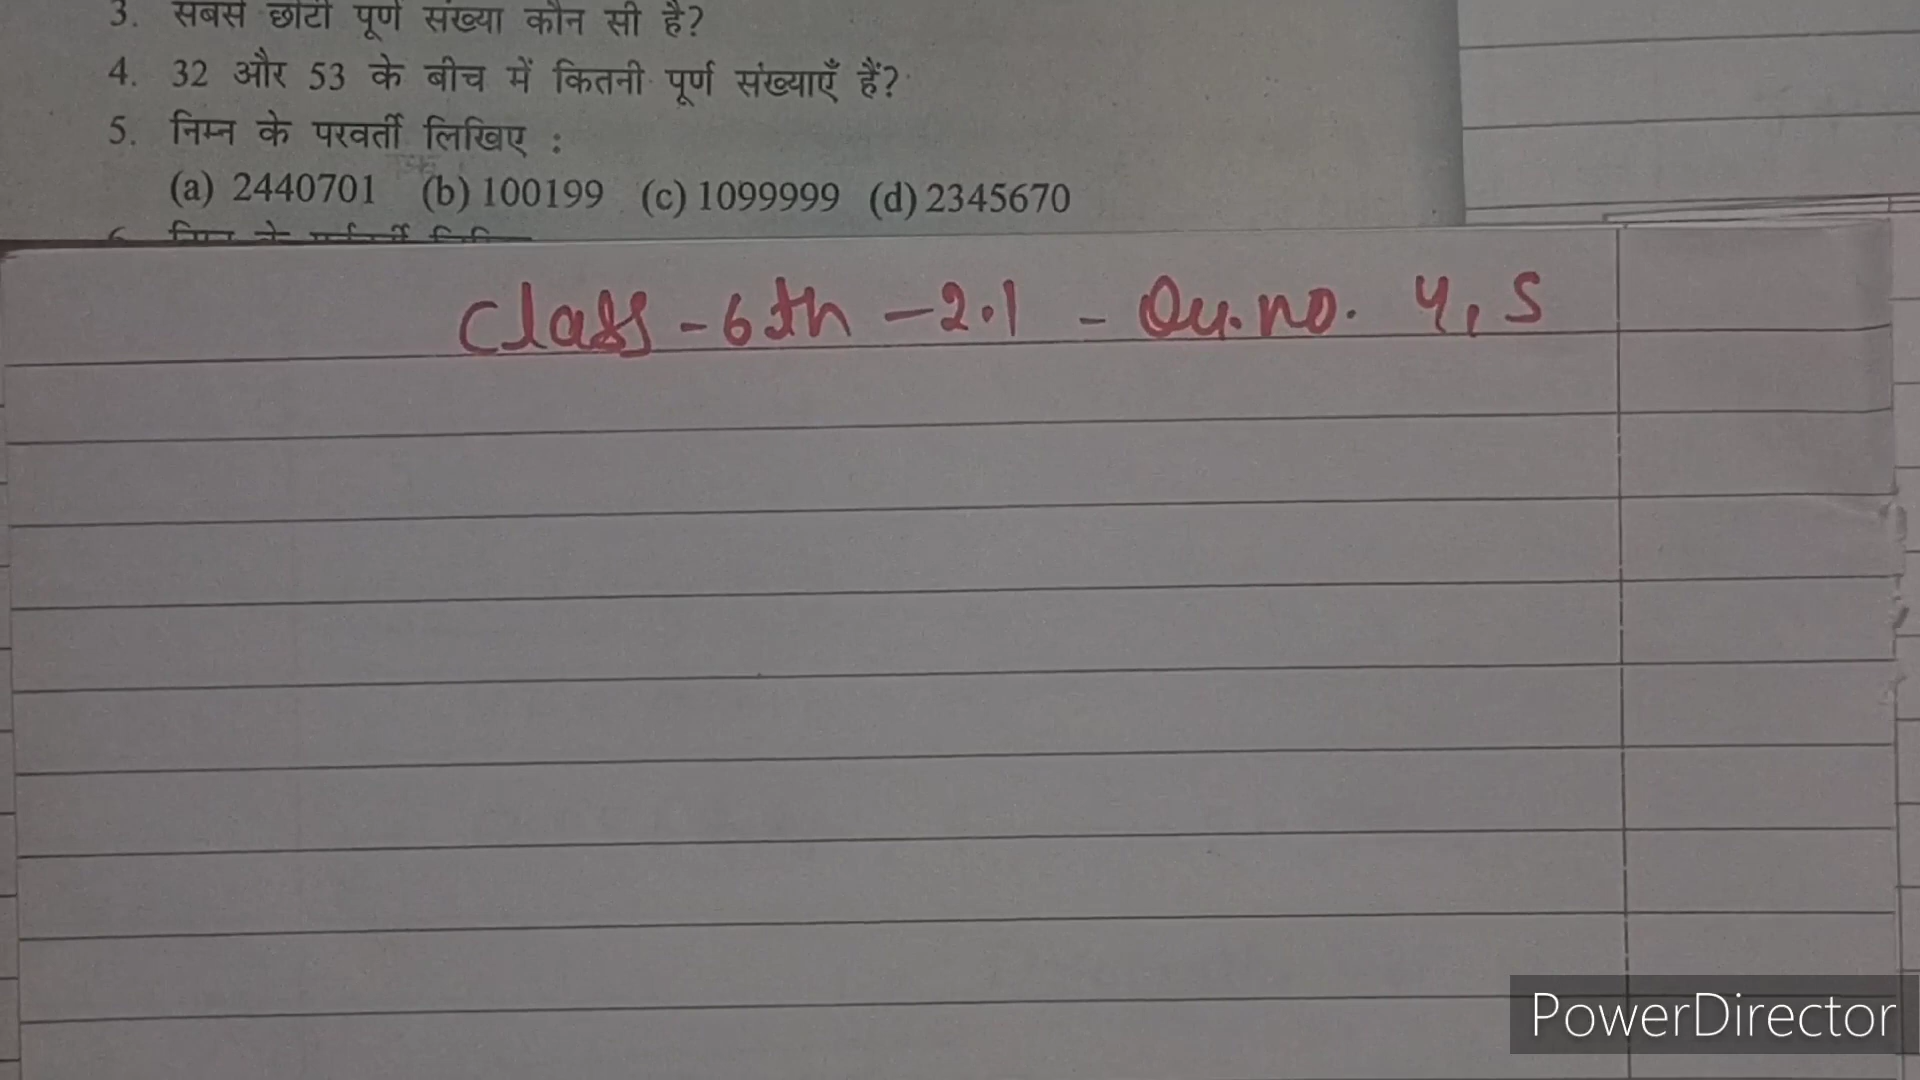 3. सबसे छोटी पूर्ण संख्या कौन सी है?
4. 32 और 53 के बीच में कितनी पूर्ण संख्याएँ हैं?
5. निम्न के परवर्ती लिखिए :
(a) 2440701 (b) 100199 (c) 1099999 (d) 2345670
Class - 6th - 2.1 - Qu.no. 4, 5
PowerDirector